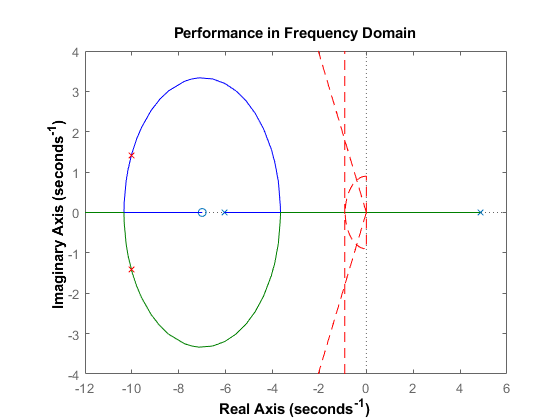 Performance in Frequency Domain
Imaginary Axis (seconds⁻¹)
4
3
2
1
0
-1
-2
-3
-4
-12 -10 -8 -6 -4 -2 0 2 4 6
Real Axis (seconds⁻¹)